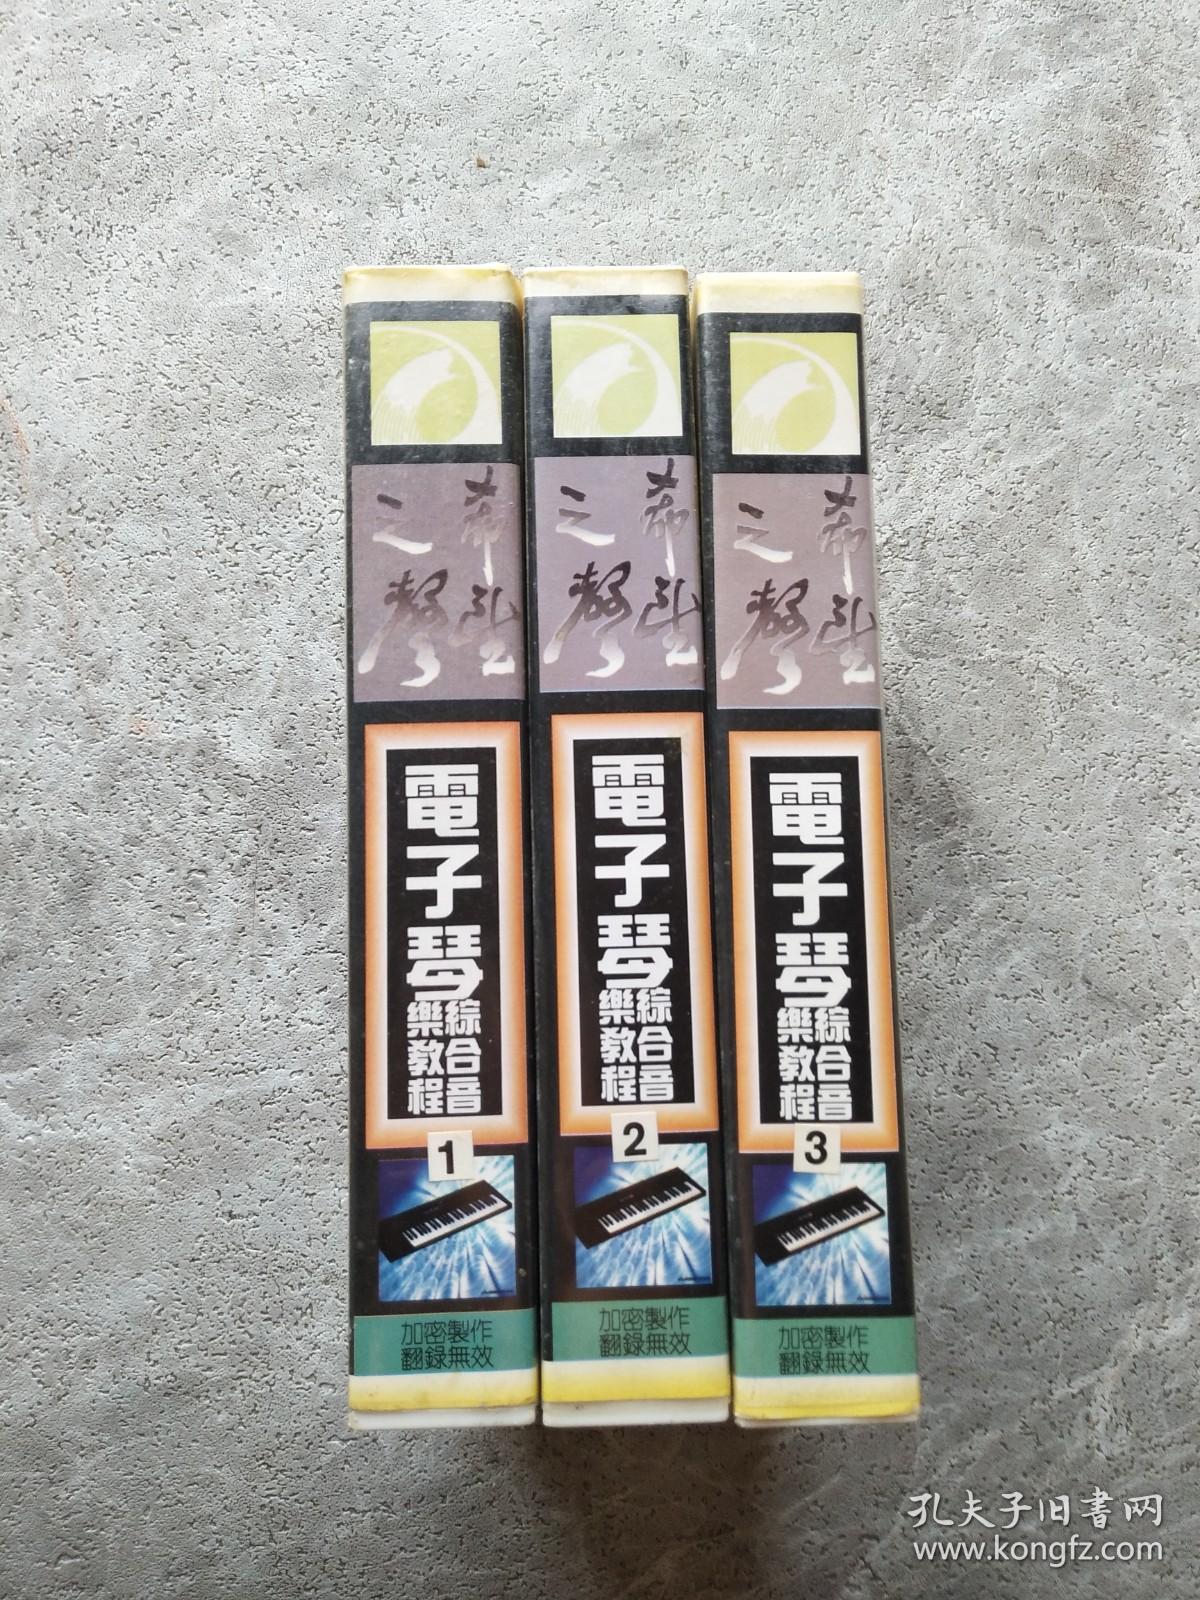 希望
之聲
電子琴
綜合音
樂教程
1
加密製作
翻錄無效
希望
之聲
電子琴
綜合音
樂教程
2
加密製作
翻錄無效
希望
之聲
電子琴
綜合音
樂教程
3
加密製作
翻錄無效
孔夫子旧书网
www.kongfz.com